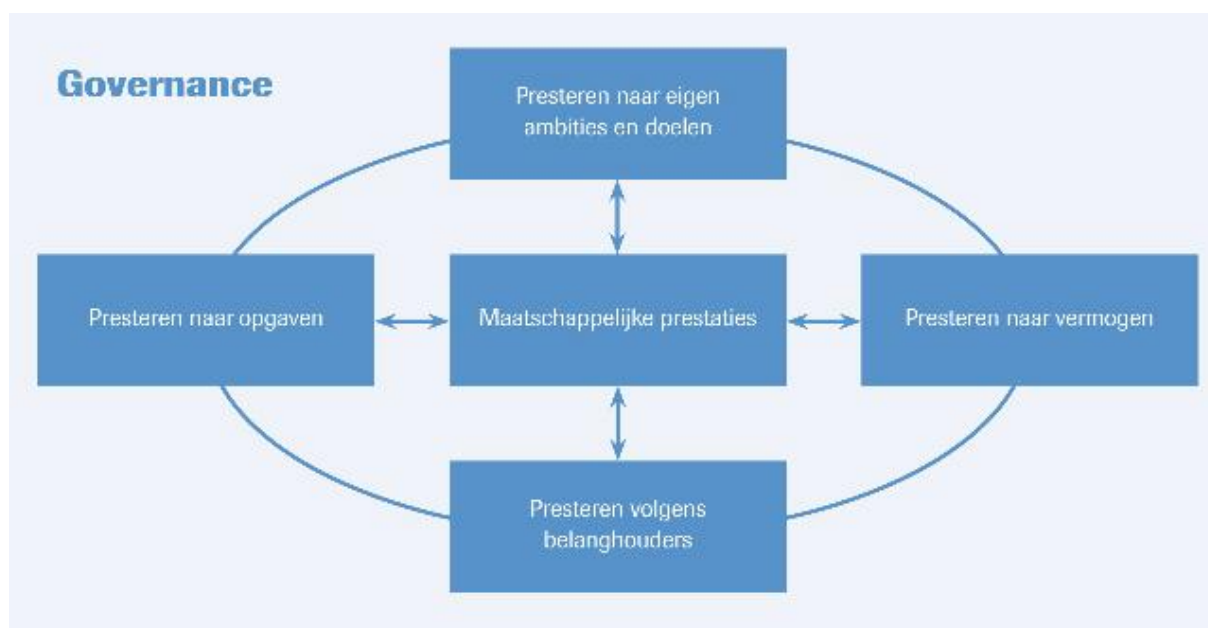 Governance
Presteren naar eigen
ambities en doelen
Presteren naar opgaven
Maatschappelijke prestaties
Presteren naar vermogen
Presteren volgens
belanghouders